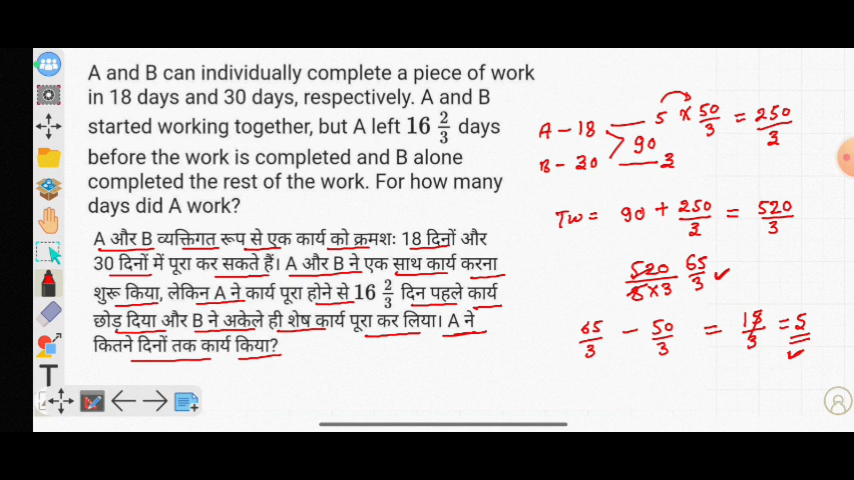 A and B can individually complete a piece of work
in 18 days and 30 days, respectively. A and B
started working together, but A left 16 2/3 days
before the work is completed and B alone
completed the rest of the work. For how many
days did A work?
A और B व्यक्तिगत रूप से एक कार्य को क्रमशः 18 दिनों और
30 दिनों में पूरा कर सकते हैं। A और B ने एक साथ कार्य करना
शुरू किया, लेकिन A ने कार्य पूरा होने से 16 2/3 दिन पहले कार्य
छोड़ दिया और B ने अकेले ही शेष कार्य पूरा कर लिया। A ने
कितने दिनों तक कार्य किया?
A - 18 — 5 × 50/3 = 250/3
90
B - 30 — 3
TW = 90 + 250/3 = 520/3
520/8×3 65/3 ✓
65/3 - 50/3 = 15/3 = 5 ✓
T